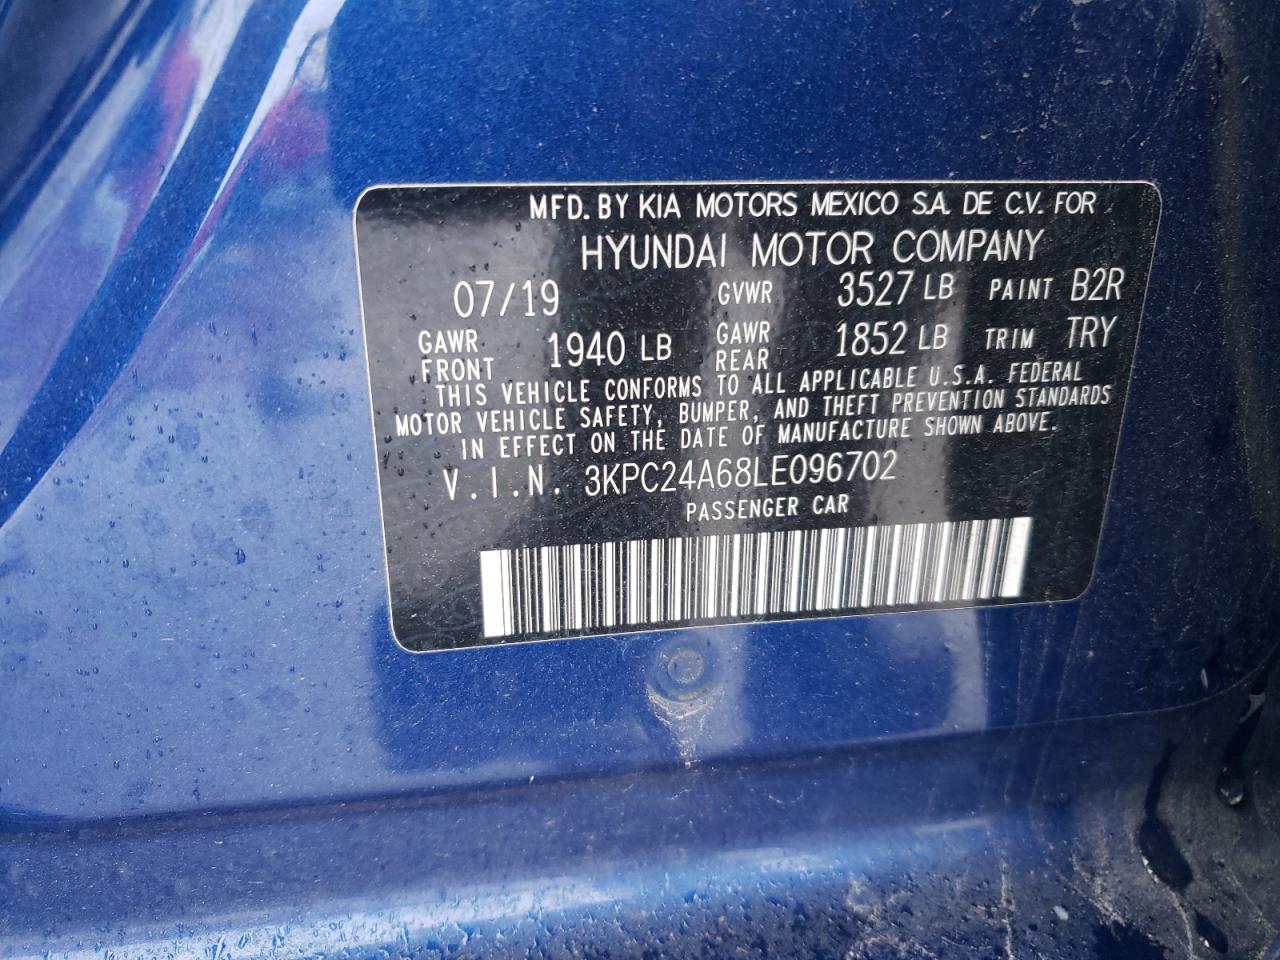 MFD. BY KIA MOTORS MEXICO S.A. DE C.V. FOR
HYUNDAI MOTOR COMPANY
07/19 GVWR 3527 LB PAINT B2R
GAWR FRONT 1940 LB GAWR REAR 1852 LB TRIM TRY
THIS VEHICLE CONFORMS TO ALL APPLICABLE U.S.A. FEDERAL
MOTOR VEHICLE SAFETY, BUMPER, AND THEFT PREVENTION STANDARDS
IN EFFECT ON THE DATE OF MANUFACTURE SHOWN ABOVE.
V.I.N. 3KPC24A68LE096702
PASSENGER CAR